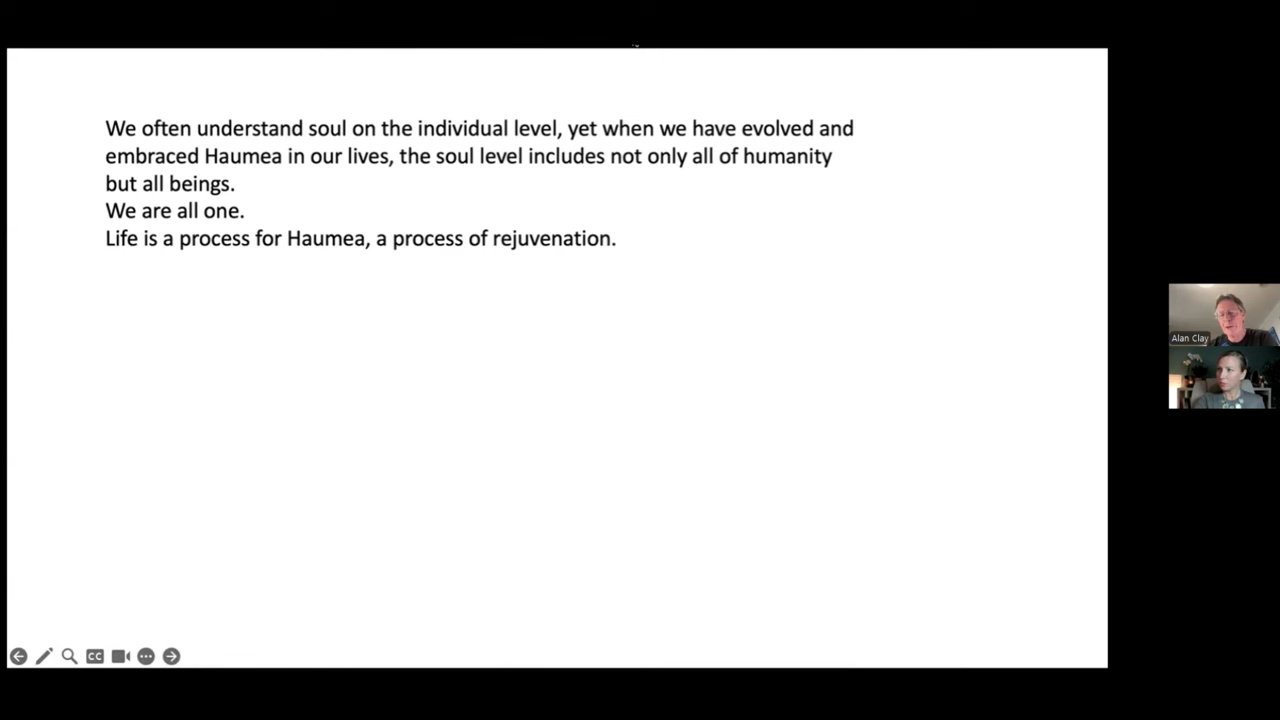 We often understand soul on the individual level, yet when we have evolved and
embraced Haumea in our lives, the soul level includes not only all of humanity
but all beings.
We are all one.
Life is a process for Haumea, a process of rejuvenation.
Alan Clay
CC